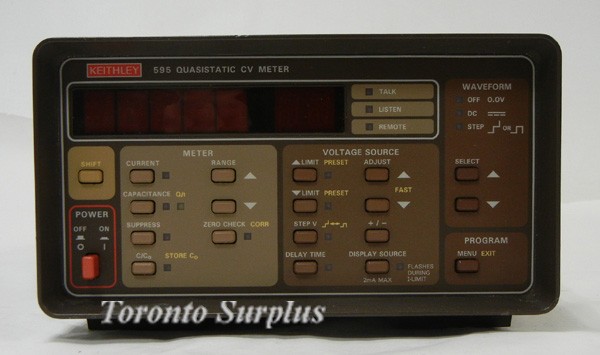 KEITHLEY 595 QUASISTATIC CV METER
TALK
LISTEN
REMOTE
WAVEFORM
OFF 0.0V
DC
STEP OR
SELECT
SHIFT
POWER
OFF ON
O I
METER
CURRENT RANGE
CAPACITANCE Q/t
SUPPRESS ZERO CHECK CORR
C/C₀ STORE C₀
VOLTAGE SOURCE
▲LIMIT PRESET ADJUST
▼LIMIT PRESET FAST
STEP V +/−
DELAY TIME DISPLAY SOURCE
2mA MAX
FLASHES
DURING
I-LIMIT
PROGRAM
MENU EXIT
Toronto Surplus